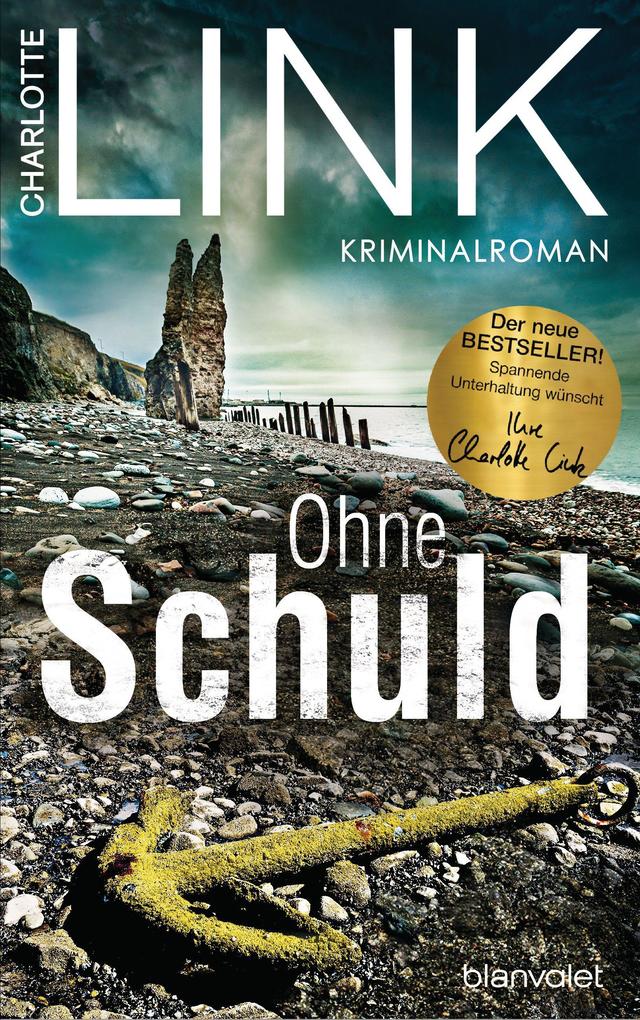 CHARLOTTE
LINK
KRIMINALROMAN
Der neue
BESTSELLER!
Spannende
Unterhaltung wünscht
Ihre
Charlotte Link
Ohne
Schuld
blanvalet